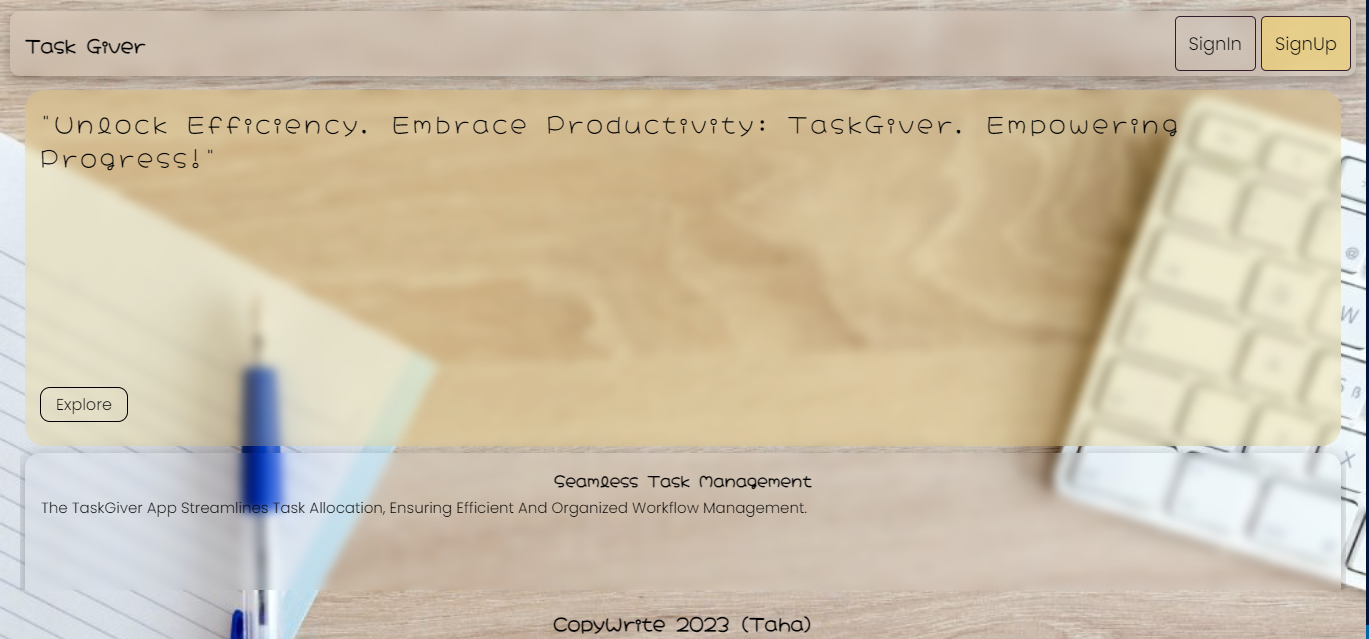 Task Giver
SignIn
SignUp
"Unlock Efficiency. Embrace Productivity: TaskGiver. Empowering
Progress!"
Explore
Seamless Task Management
The TaskGiver App Streamlines Task Allocation, Ensuring Efficient And Organized Workflow Management.
CopyWrite 2023 (Taha)
@
W
ß
X